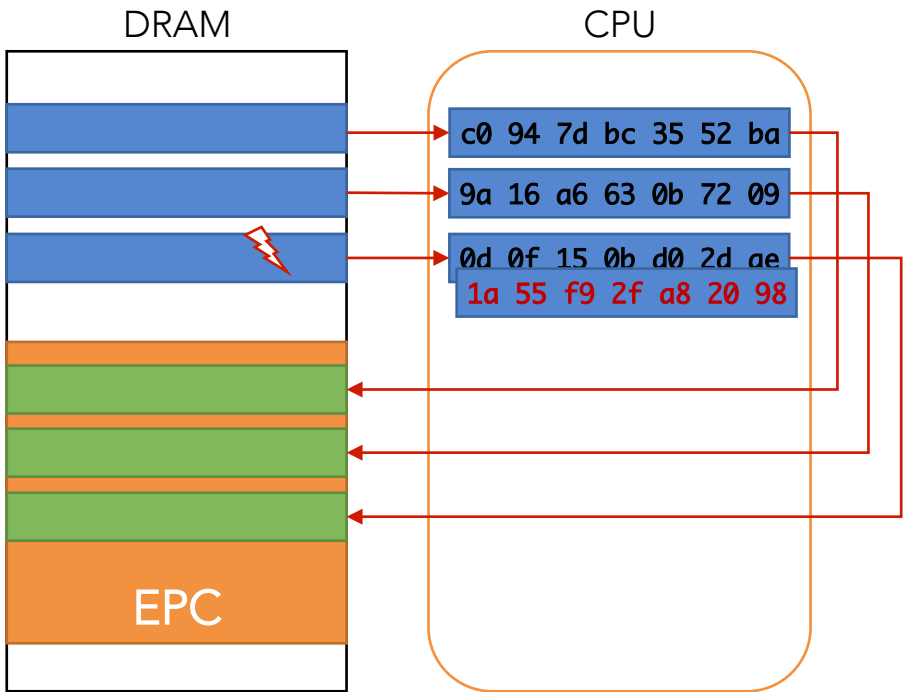 DRAM
CPU
c0 94 7d bc 35 52 ba
9a 16 a6 63 0b 72 09
0d 0f 15 0b d0 2d ae
1a 55 f9 2f a8 20 98
EPC